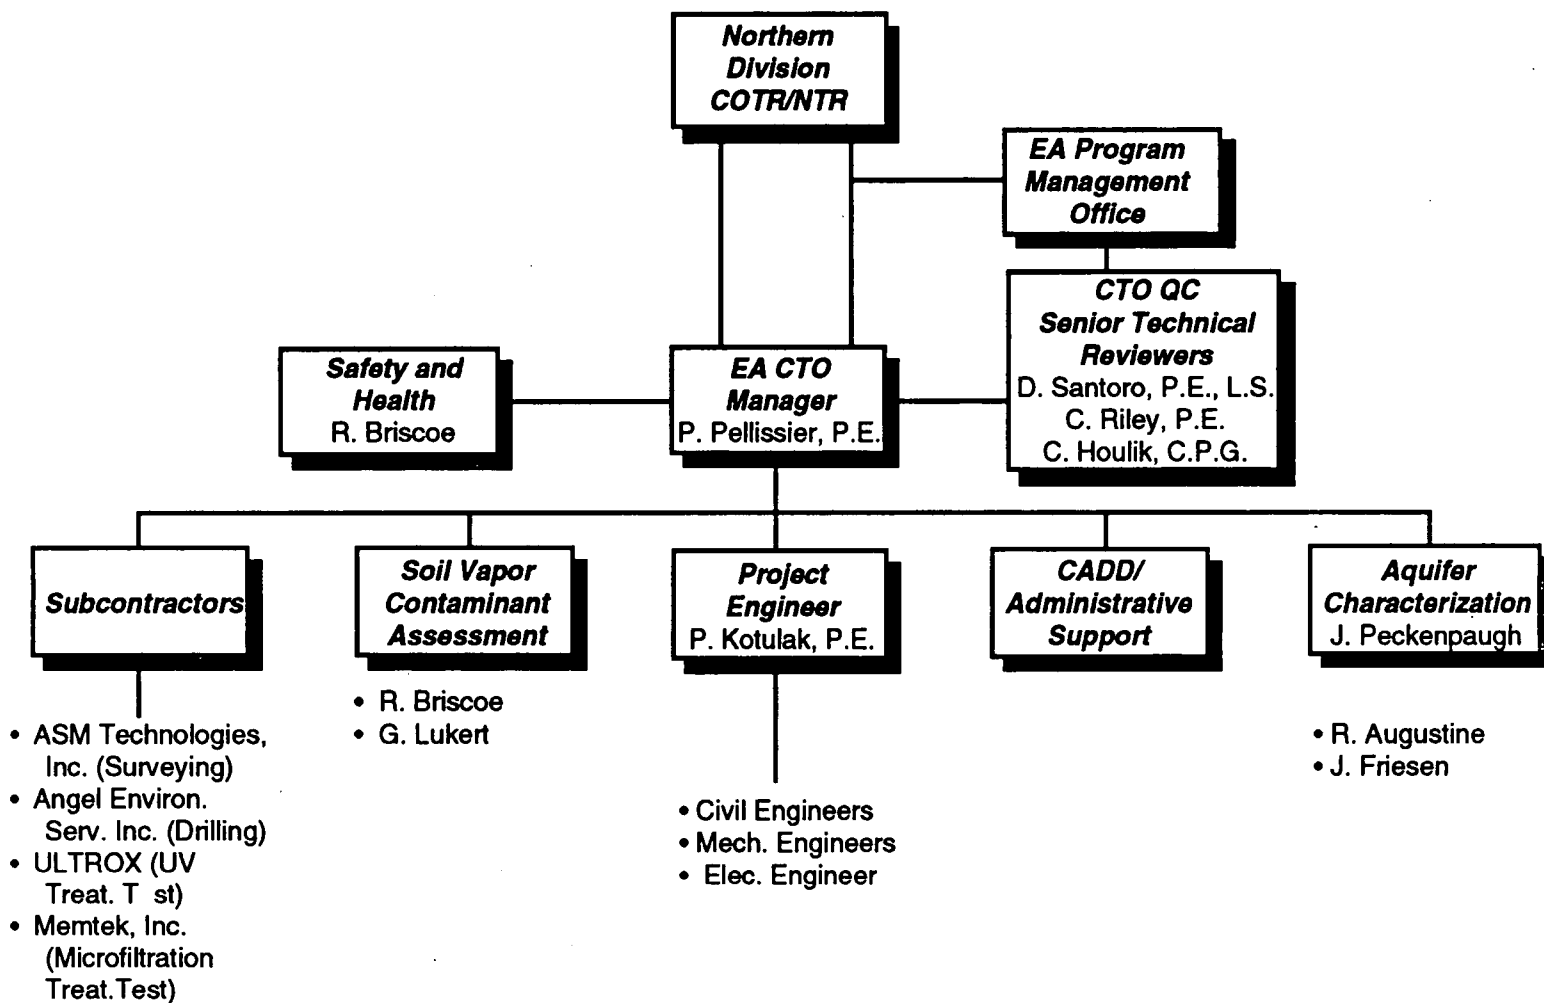 Northern
Division
COTR/NTR
EA Program
Management
Office
CTO QC
Senior Technical
Reviewers
D. Santoro, P.E., L.S.
C. Riley, P.E.
C. Houlik, C.P.G.
Safety and
Health
R. Briscoe
EA CTO
Manager
P. Pellissier, P.E.
Subcontractors
Soil Vapor
Contaminant
Assessment
Project
Engineer
P. Kotulak, P.E.
CADD/
Administrative
Support
Aquifer
Characterization
J. Peckenpaugh
• ASM Technologies,
Inc. (Surveying)
• Angel Environ.
Serv. Inc. (Drilling)
• ULTROX (UV
Treat. T st)
• Memtek, Inc.
(Microfiltration
Treat.Test)
• R. Briscoe
• G. Lukert
• Civil Engineers
• Mech. Engineers
• Elec. Engineer
• R. Augustine
• J. Friesen